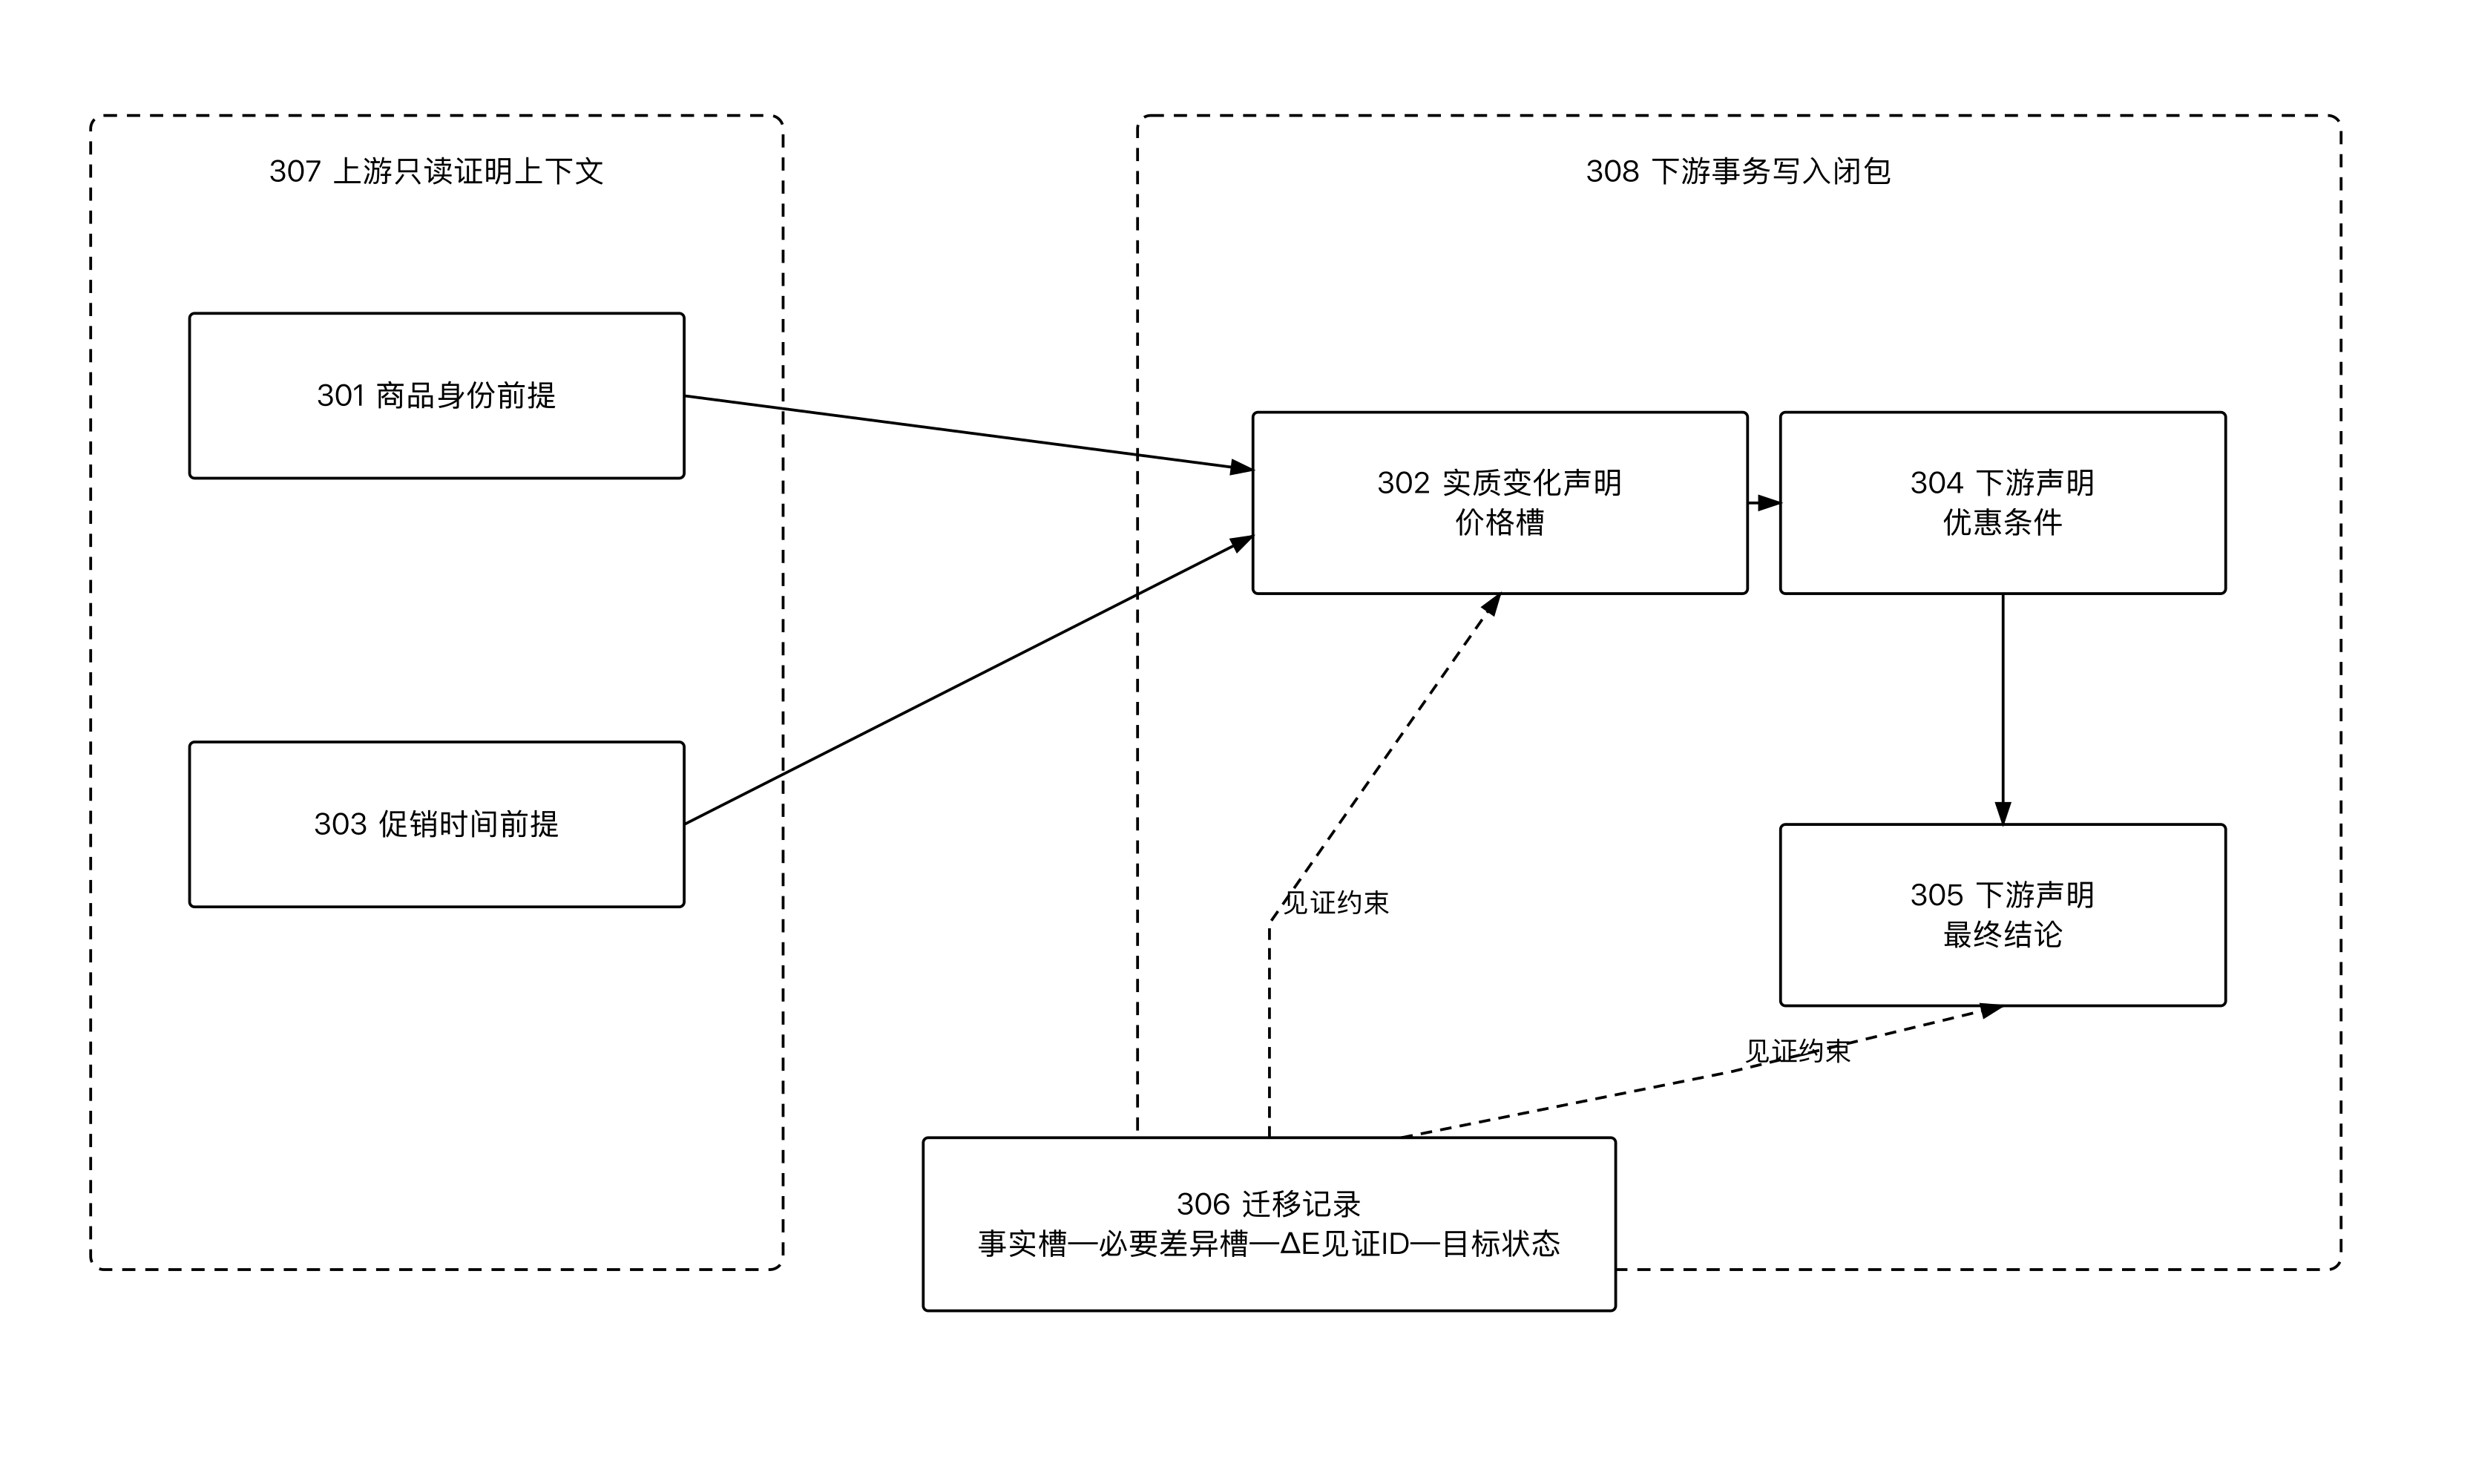 307 上游只读证明上下文
308 下游事务写入闭包
301 商品身份前提
302 实质变化声明
价格槽
304 下游声明
优惠条件
303 促销时间前提
305 下游声明
最终结论
见证约束
见证约束
306 迁移记录
事实槽—必要差异槽—ΔE见证ID—目标状态